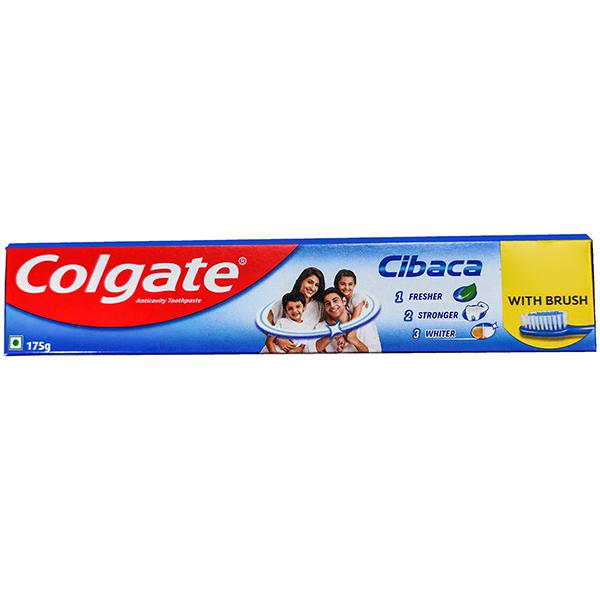 Colgate®
Anticavity Toothpaste
175g
Cibaca
1 FRESHER
2 STRONGER
3 WHITER
WITH BRUSH